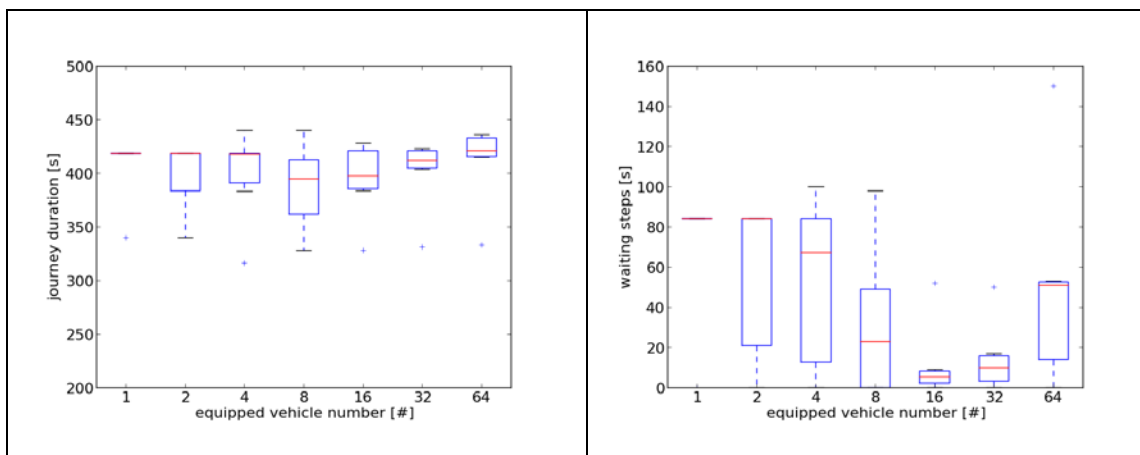 500
450
400
350
300
250
200
journey duration [s]
1 2 4 8 16 32 64
equipped vehicle number [#]
160
140
120
100
80
60
40
20
0
waiting steps [s]
1 2 4 8 16 32 64
equipped vehicle number [#]